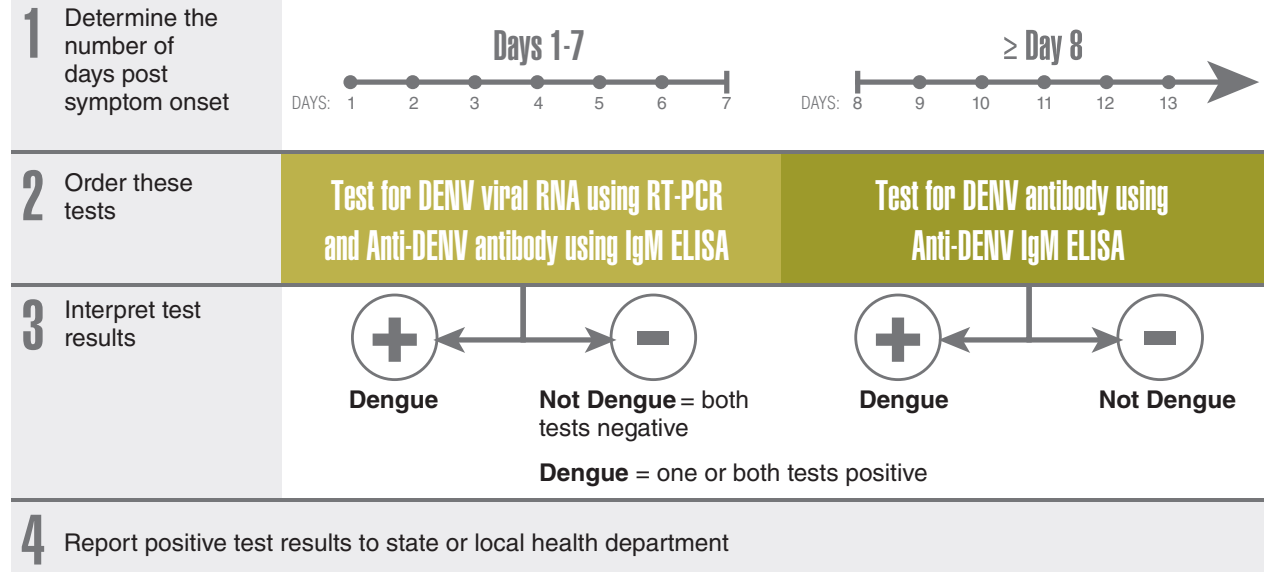 1 Determine the
number of
days post
symptom onset
Days 1-7
DAYS: 1 2 3 4 5 6 7
≥ Day 8
DAYS: 8 9 10 11 12 13
2 Order these
tests
Test for DENV viral RNA using RT-PCR
and Anti-DENV antibody using IgM ELISA
Test for DENV antibody using
Anti-DENV IgM ELISA
3 Interpret test
results
+
Dengue
−
Not Dengue = both
tests negative
Dengue = one or both tests positive
+
Dengue
−
Not Dengue
4 Report positive test results to state or local health department